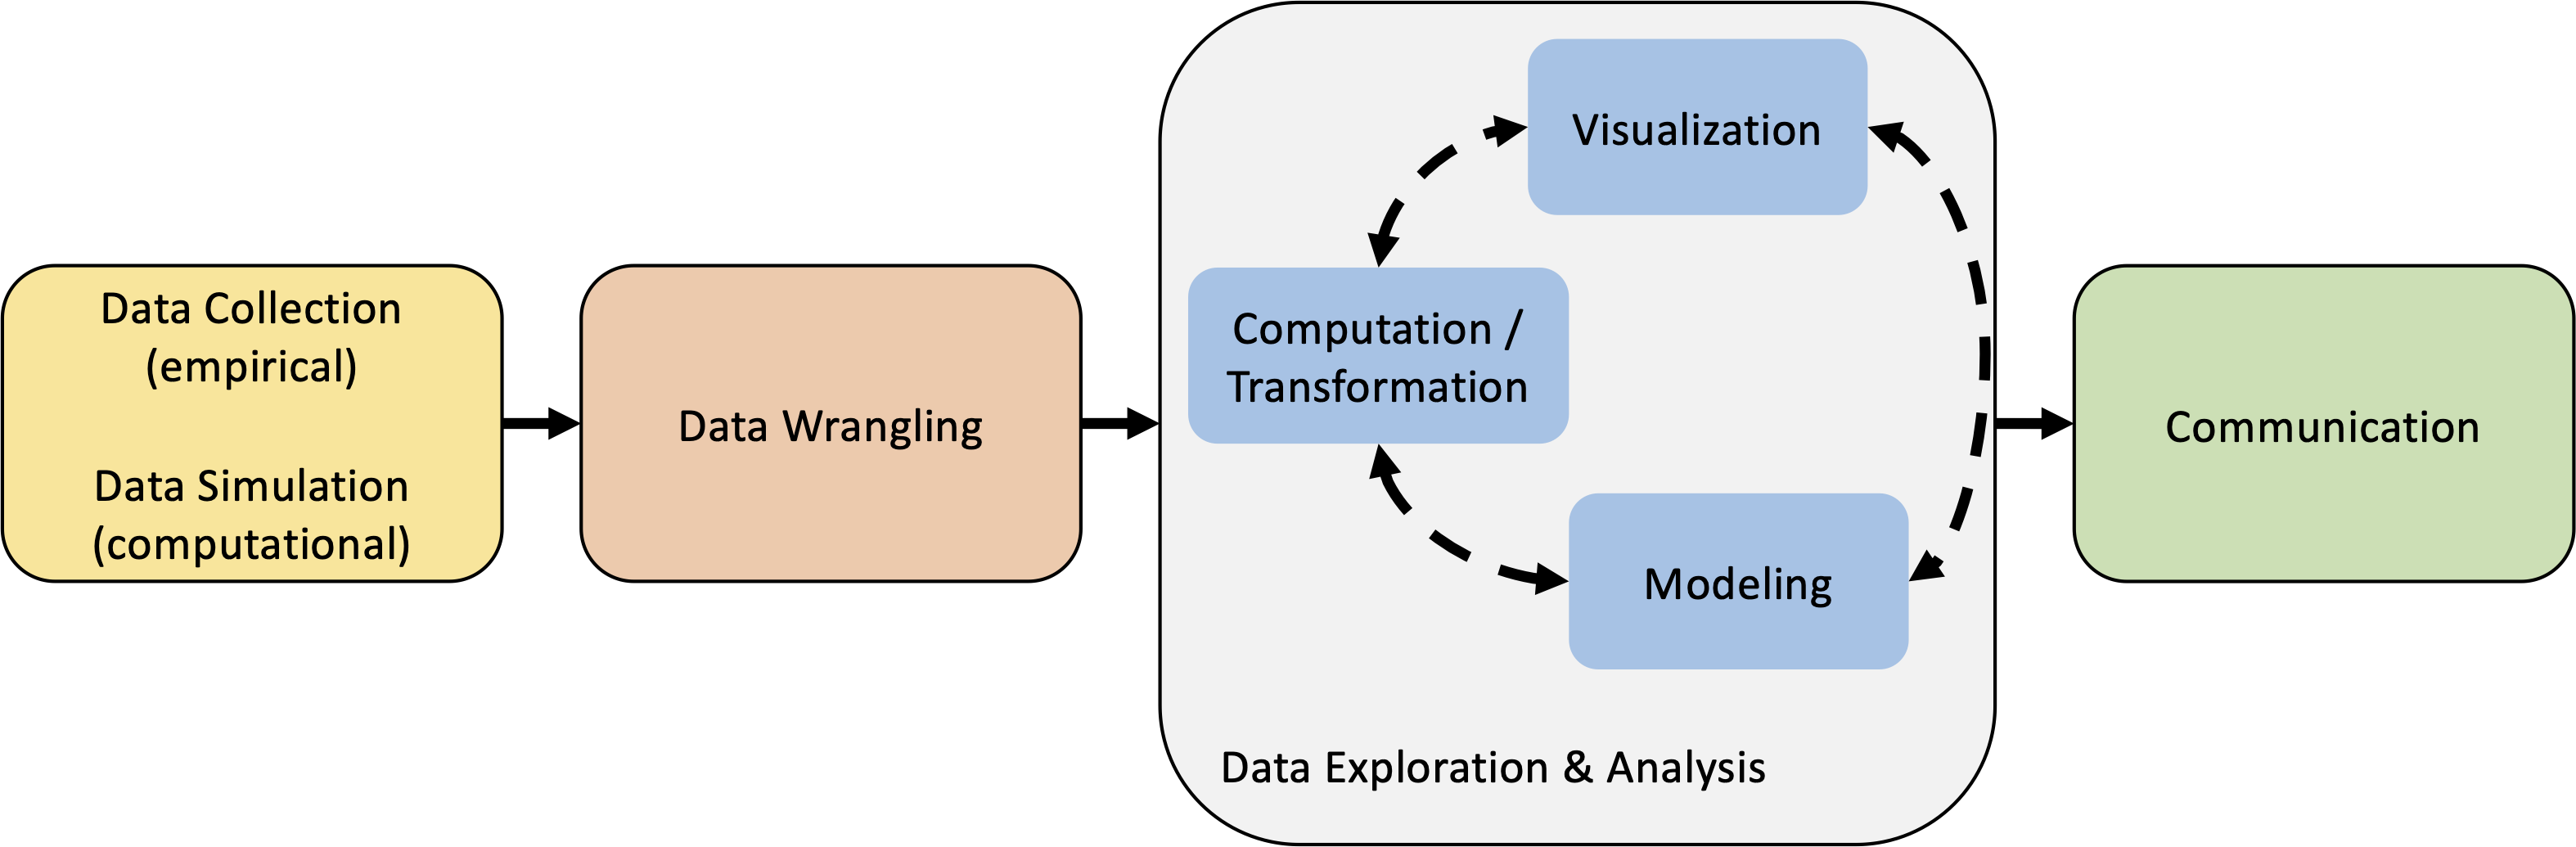 Data Collection
(empirical)
Data Simulation
(computational)
Data Wrangling
Visualization
Computation /
Transformation
Modeling
Data Exploration & Analysis
Communication